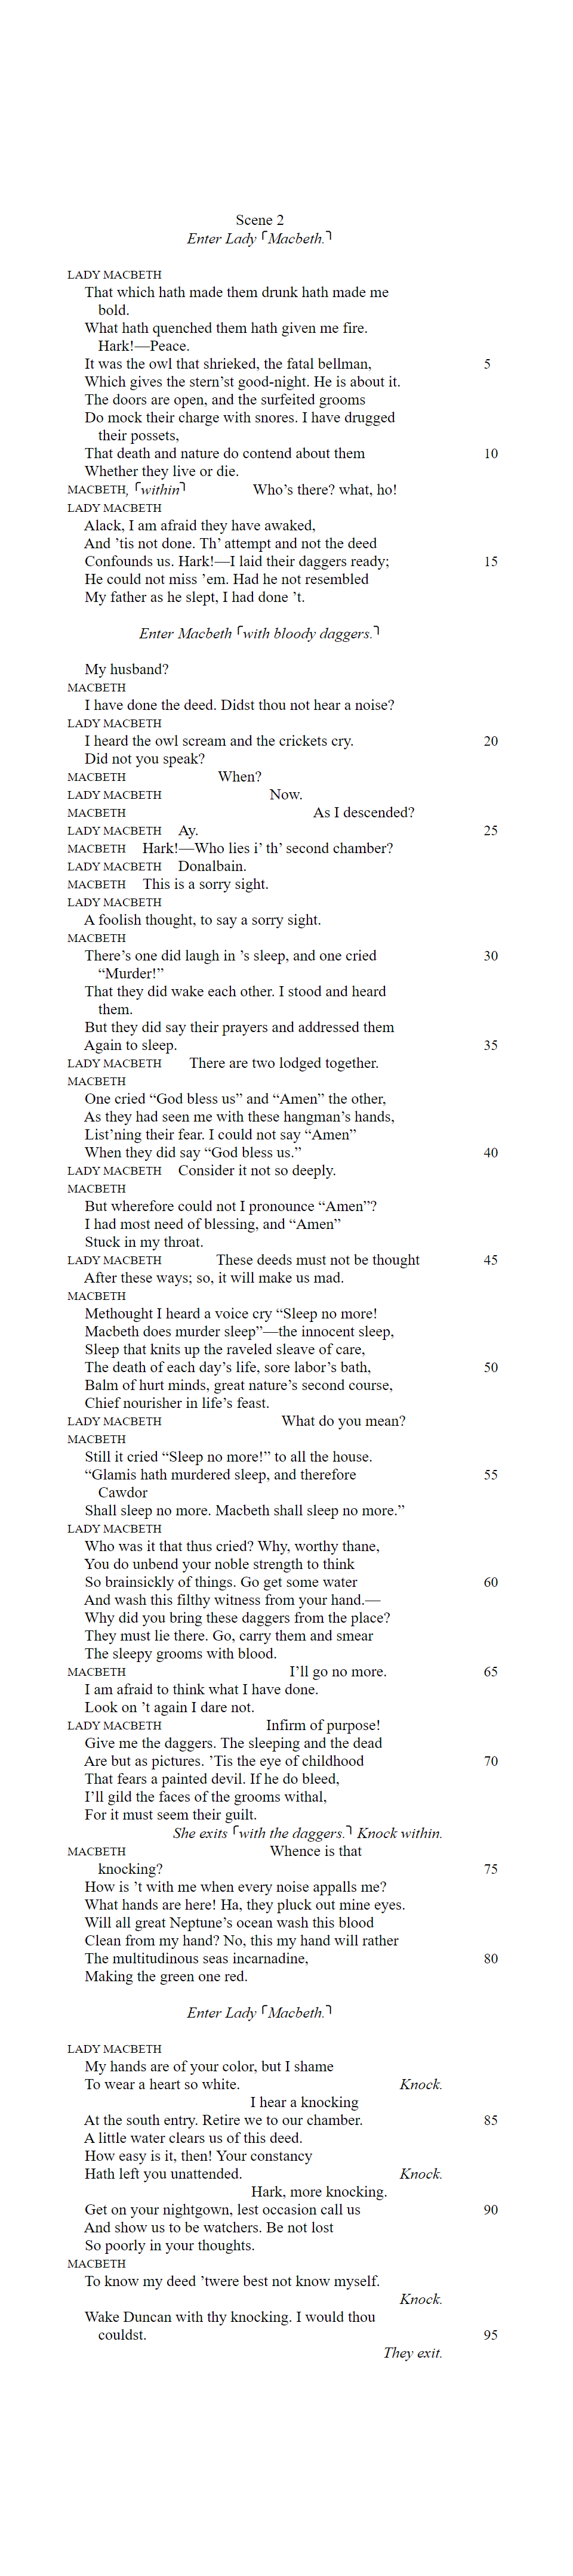 Scene 2
Enter Lady ⌜Macbeth.⌝
LADY MACBETH
That which hath made them drunk hath made me
bold.
What hath quenched them hath given me fire.
Hark!—Peace.
It was the owl that shrieked, the fatal bellman, 5
Which gives the stern’st good-night. He is about it.
The doors are open, and the surfeited grooms
Do mock their charge with snores. I have drugged
their possets,
That death and nature do contend about them 10
Whether they live or die.
MACBETH, ⌜within⌝ Who’s there? what, ho!
LADY MACBETH
Alack, I am afraid they have awaked,
And ’tis not done. Th’ attempt and not the deed
Confounds us. Hark!—I laid their daggers ready; 15
He could not miss ’em. Had he not resembled
My father as he slept, I had done ’t.
Enter Macbeth ⌜with bloody daggers.⌝
My husband?
MACBETH
I have done the deed. Didst thou not hear a noise?
LADY MACBETH
I heard the owl scream and the crickets cry. 20
Did not you speak?
MACBETH When?
LADY MACBETH Now.
MACBETH As I descended?
LADY MACBETH Ay. 25
MACBETH Hark!—Who lies i’ th’ second chamber?
LADY MACBETH Donalbain.
MACBETH This is a sorry sight.
LADY MACBETH
A foolish thought, to say a sorry sight.
MACBETH
There’s one did laugh in ’s sleep, and one cried 30
“Murder!”
That they did wake each other. I stood and heard
them.
But they did say their prayers and addressed them
Again to sleep. 35
LADY MACBETH There are two lodged together.
MACBETH
One cried “God bless us” and “Amen” the other,
As they had seen me with these hangman’s hands,
List’ning their fear. I could not say “Amen”
When they did say “God bless us.” 40
LADY MACBETH Consider it not so deeply.
MACBETH
But wherefore could not I pronounce “Amen”?
I had most need of blessing, and “Amen”
Stuck in my throat.
LADY MACBETH These deeds must not be thought 45
After these ways; so, it will make us mad.
MACBETH
Methought I heard a voice cry “Sleep no more!
Macbeth does murder sleep”—the innocent sleep,
Sleep that knits up the raveled sleave of care,
The death of each day’s life, sore labor’s bath, 50
Balm of hurt minds, great nature’s second course,
Chief nourisher in life’s feast.
LADY MACBETH What do you mean?
MACBETH
Still it cried “Sleep no more!” to all the house.
“Glamis hath murdered sleep, and therefore 55
Cawdor
Shall sleep no more. Macbeth shall sleep no more.”
LADY MACBETH
Who was it that thus cried? Why, worthy thane,
You do unbend your noble strength to think
So brainsickly of things. Go get some water 60
And wash this filthy witness from your hand.—
Why did you bring these daggers from the place?
They must lie there. Go, carry them and smear
The sleepy grooms with blood.
MACBETH I’ll go no more. 65
I am afraid to think what I have done.
Look on ’t again I dare not.
LADY MACBETH Infirm of purpose!
Give me the daggers. The sleeping and the dead
Are but as pictures. ’Tis the eye of childhood 70
That fears a painted devil. If he do bleed,
I’ll gild the faces of the grooms withal,
For it must seem their guilt.
She exits ⌜with the daggers.⌝ Knock within.
MACBETH Whence is that
knocking? 75
How is ’t with me when every noise appalls me?
What hands are here! Ha, they pluck out mine eyes.
Will all great Neptune’s ocean wash this blood
Clean from my hand? No, this my hand will rather
The multitudinous seas incarnadine, 80
Making the green one red.
Enter Lady ⌜Macbeth.⌝
LADY MACBETH
My hands are of your color, but I shame
To wear a heart so white. Knock.
I hear a knocking
At the south entry. Retire we to our chamber. 85
A little water clears us of this deed.
How easy is it, then! Your constancy
Hath left you unattended. Knock.
Hark, more knocking.
Get on your nightgown, lest occasion call us 90
And show us to be watchers. Be not lost
So poorly in your thoughts.
MACBETH
To know my deed ’twere best not know myself.
Knock.
Wake Duncan with thy knocking. I would thou
couldst. 95
They exit.